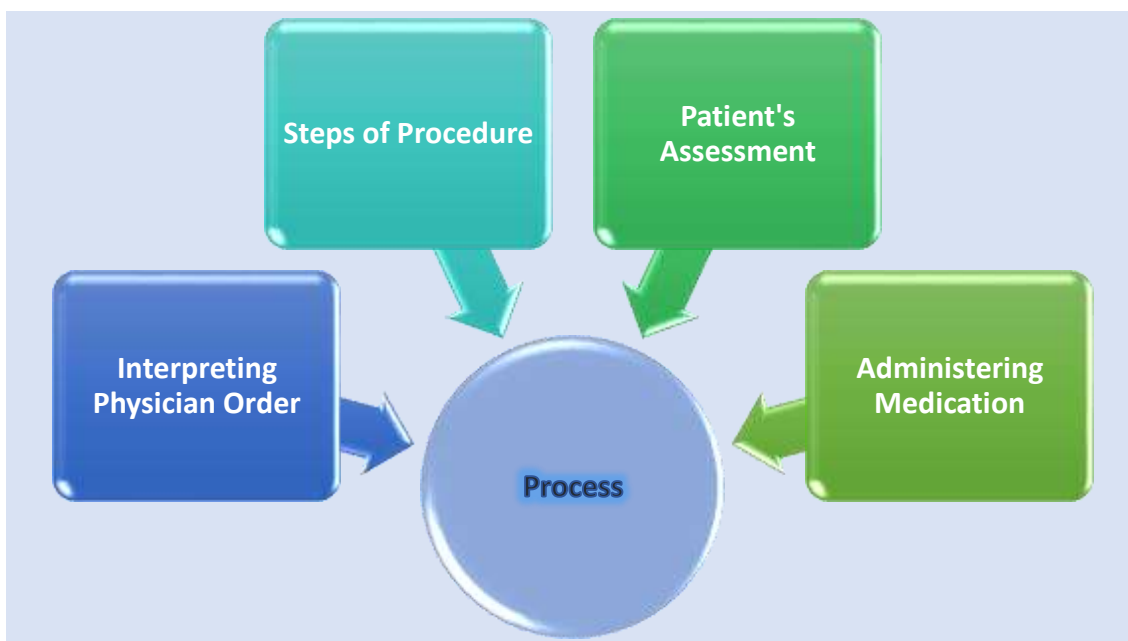 Steps of Procedure
Patient's
Assessment
Interpreting
Physician Order
Administering
Medication
Process